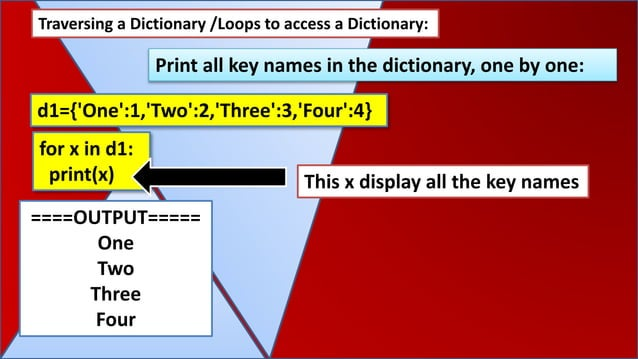 Traversing a Dictionary /Loops to access a Dictionary:
Print all key names in the dictionary, one by one:
d1={'One':1,'Two':2,'Three':3,'Four':4}
for x in d1:
print(x)
This x display all the key names
====OUTPUT=====
One
Two
Three
Four